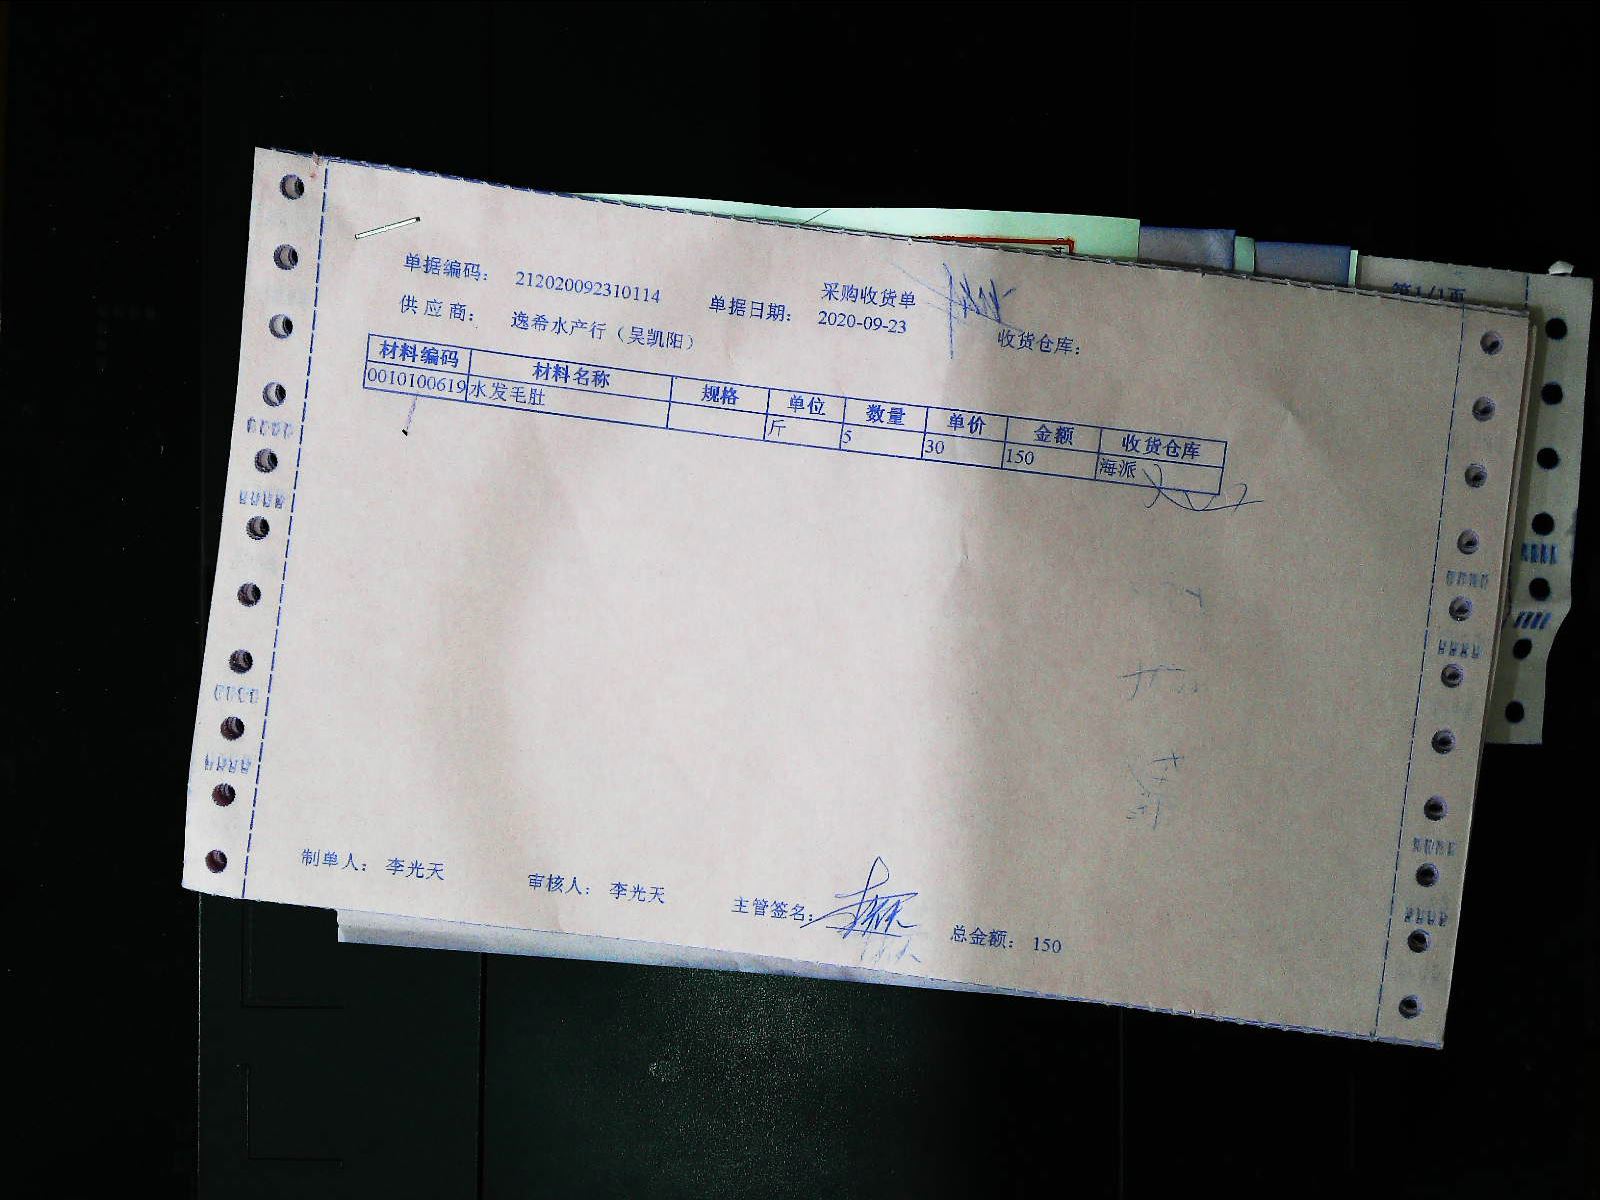 采购收货单
单据编码: 212020092310114 单据日期: 2020-09-23 收货仓库:
供应商: 逸希水产行（吴凯阳）
材料编码 材料名称 规格 单位 数量 单价 金额 收货仓库
0010100619 水发毛肚 斤 5 30 150 海派
制单人: 李光天 审核人: 李光天 主管签名: 总金额: 150
第1/1页